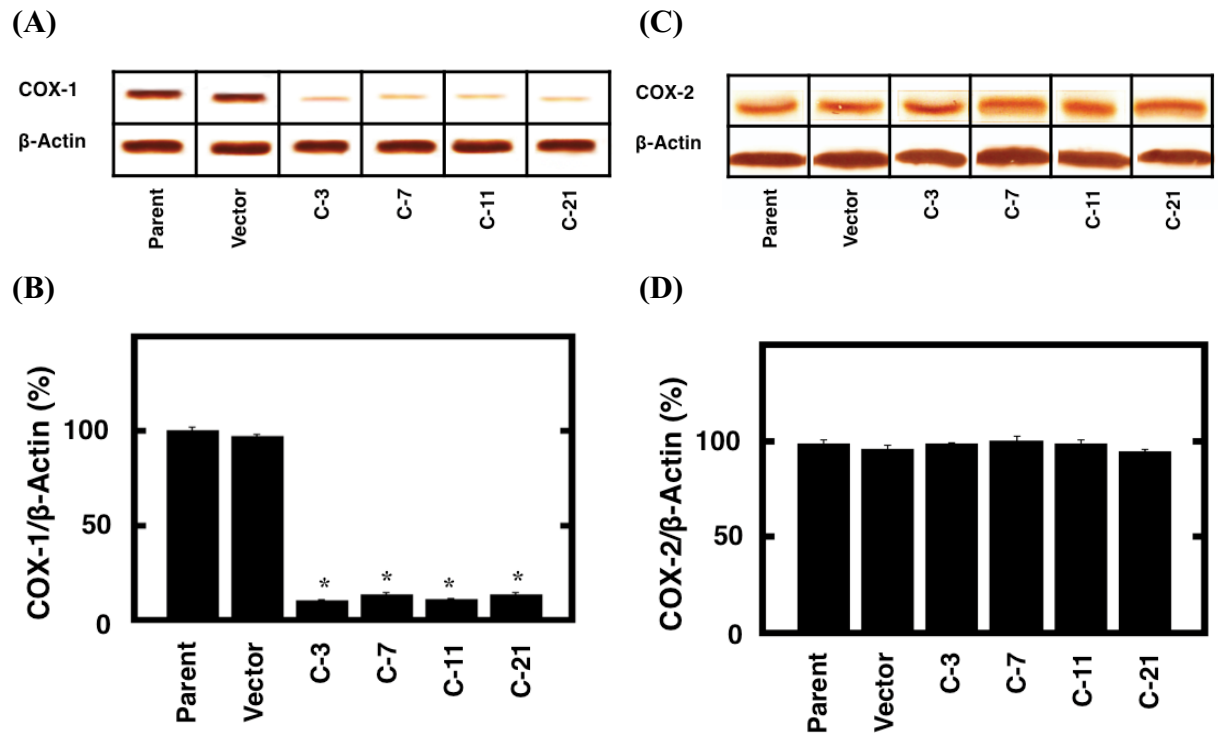 (A)
COX-1
β-Actin
Parent
Vector
C-3
C-7
C-11
C-21
(B)
COX-1/β-Actin (%)
100
50
0
*
*
*
*
Parent
Vector
C-3
C-7
C-11
C-21
(C)
COX-2
β-Actin
Parent
Vector
C-3
C-7
C-11
C-21
(D)
COX-2/β-Actin (%)
100
50
0
Parent
Vector
C-3
C-7
C-11
C-21